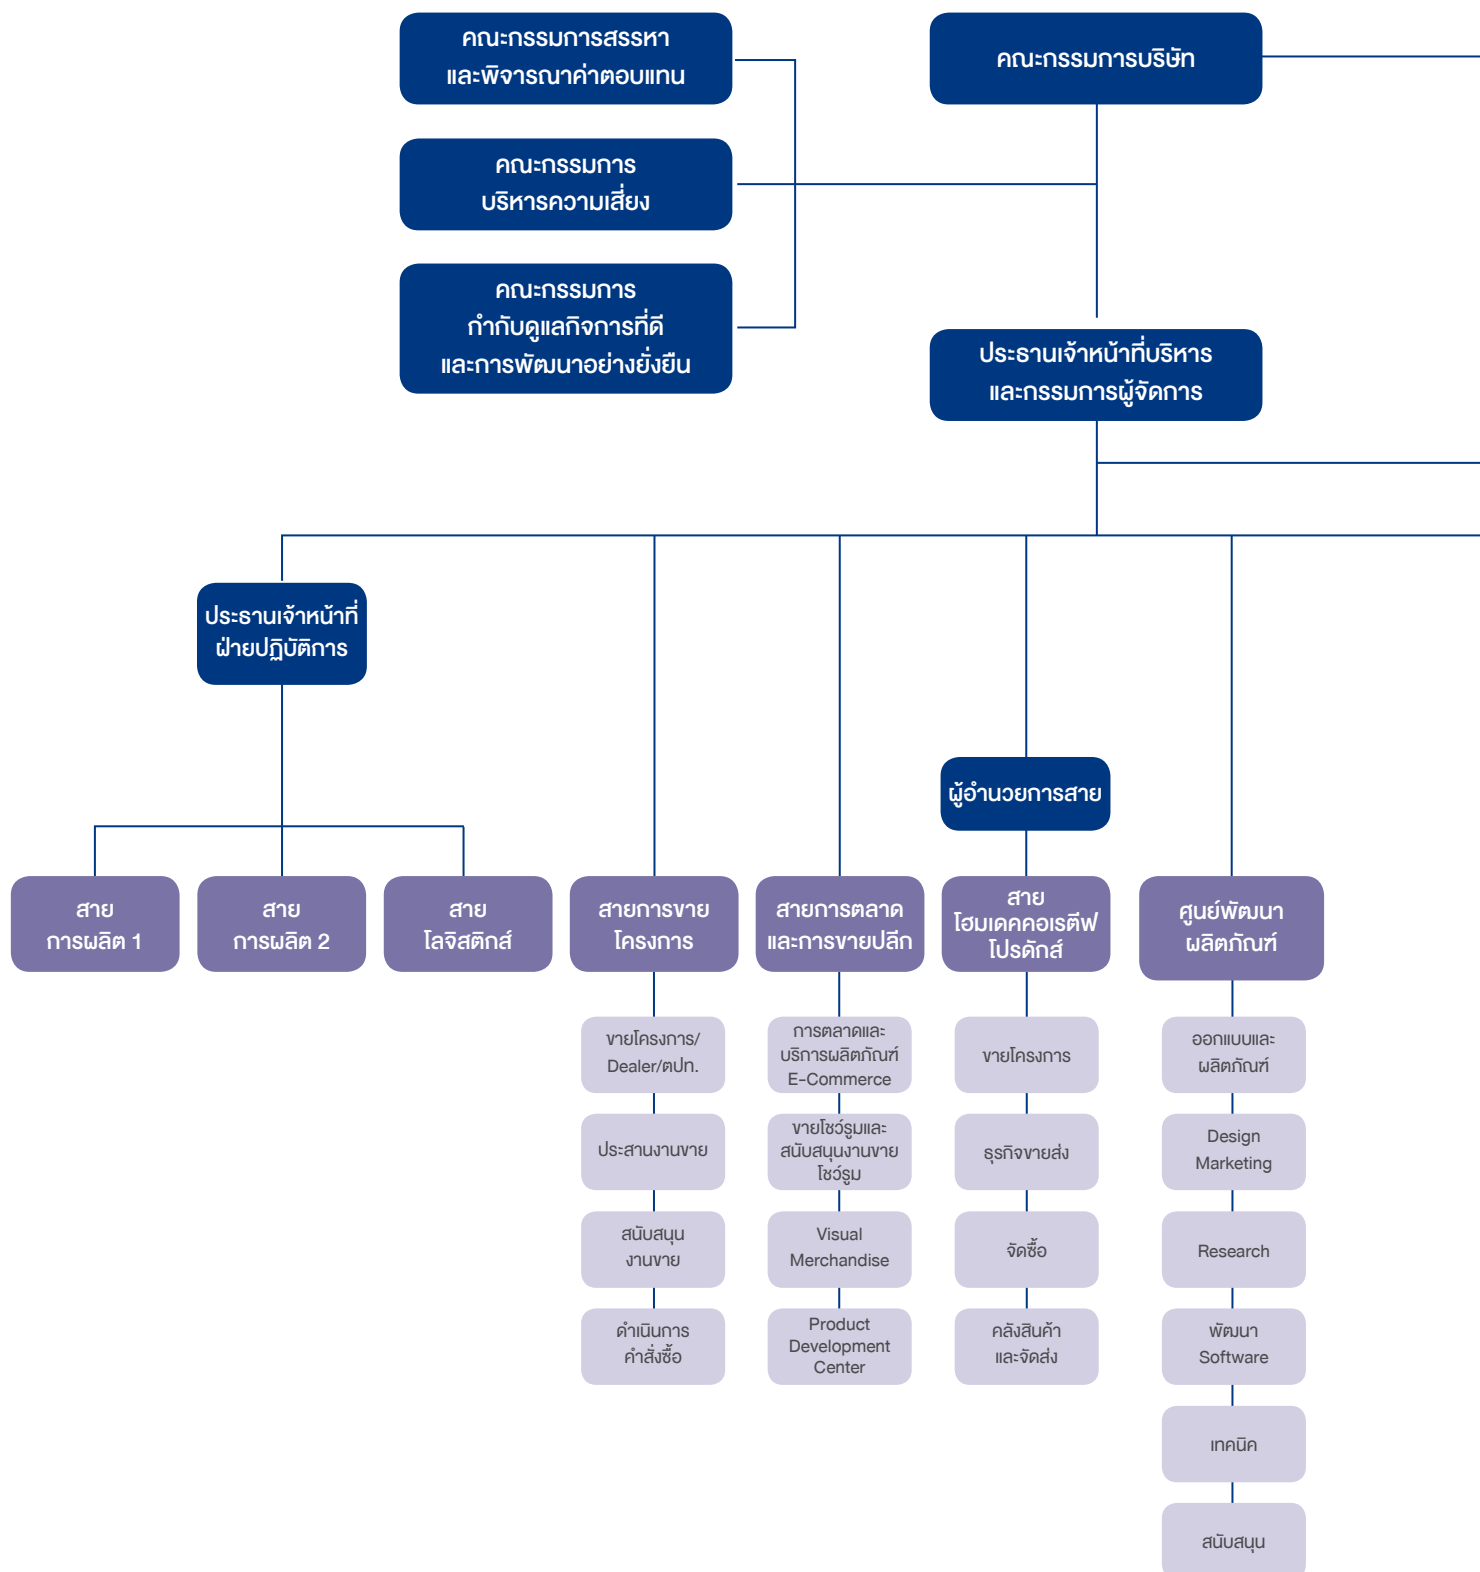 คณะกรรมการสรรหา
และพิจารณาค่าตอบแทน
คณะกรรมการบริษัท
คณะกรรมการ
บริหารความเสี่ยง
คณะกรรมการ
กำกับดูแลกิจการที่ดี
และการพัฒนาอย่างยั่งยืน
ประธานเจ้าหน้าที่บริหาร
และกรรมการผู้จัดการ
ประธานเจ้าหน้าที่
ฝ่ายปฏิบัติการ
ผู้อำนวยการสาย
สาย
การผลิต 1
สาย
การผลิต 2
สาย
โลจิสติกส์
สายการขาย
โครงการ
สายการตลาด
และการขายปลีก
สาย
โฮมเดคคอเรตีฟ
โปรดักส์
ศูนย์พัฒนา
ผลิตภัณฑ์
ขายโครงการ/
Dealer/ตปท.
ประสานงานขาย
สนับสนุน
งานขาย
ดำเนินการ
คำสั่งซื้อ
การตลาดและ
บริการผลิตภัณฑ์
E-Commerce
ขายโชว์รูมและ
สนับสนุนงานขาย
โชว์รูม
Visual
Merchandise
Product
Development
Center
ขายโครงการ
ธุรกิจขายส่ง
จัดซื้อ
คลังสินค้า
และจัดส่ง
ออกแบบและ
ผลิตภัณฑ์
Design
Marketing
Research
พัฒนา
Software
เทคนิค
สนับสนุน